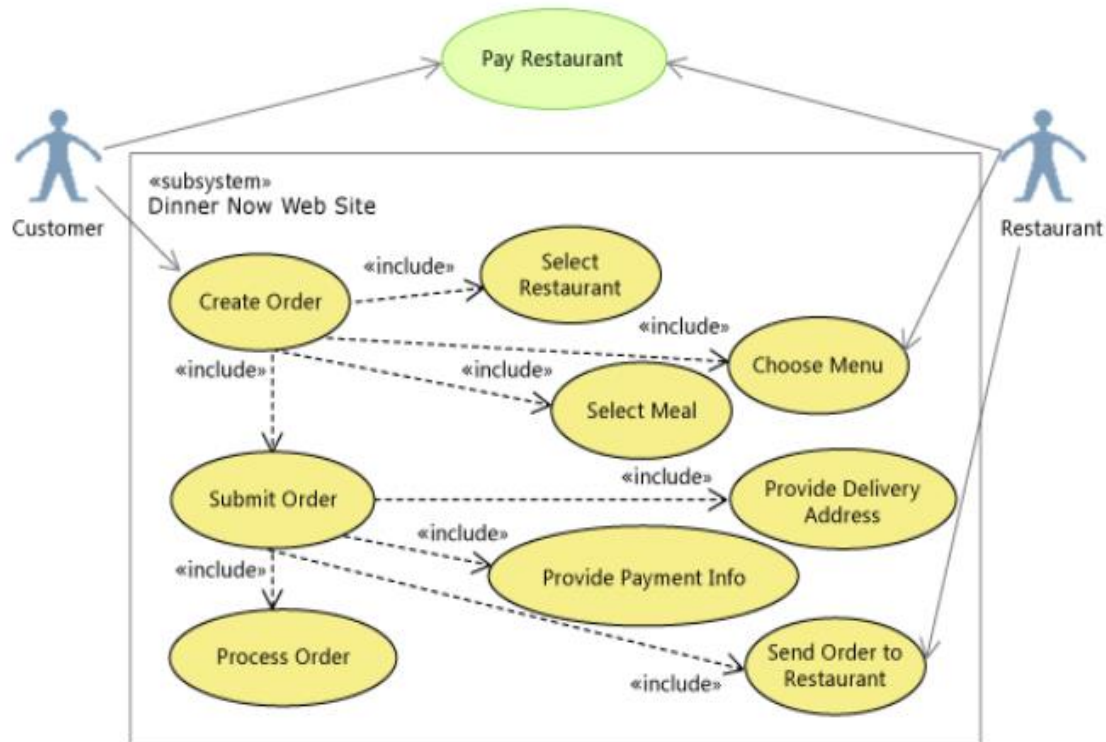 Pay Restaurant
«subsystem»
Dinner Now Web Site
Customer
Restaurant
«include»
Select
Restaurant
Create Order
«include»
Choose Menu
«include»
«include»
Select Meal
«include»
Provide Delivery
Address
Submit Order
«include»
Provide Payment Info
«include»
Process Order
Send Order to
Restaurant
«include»